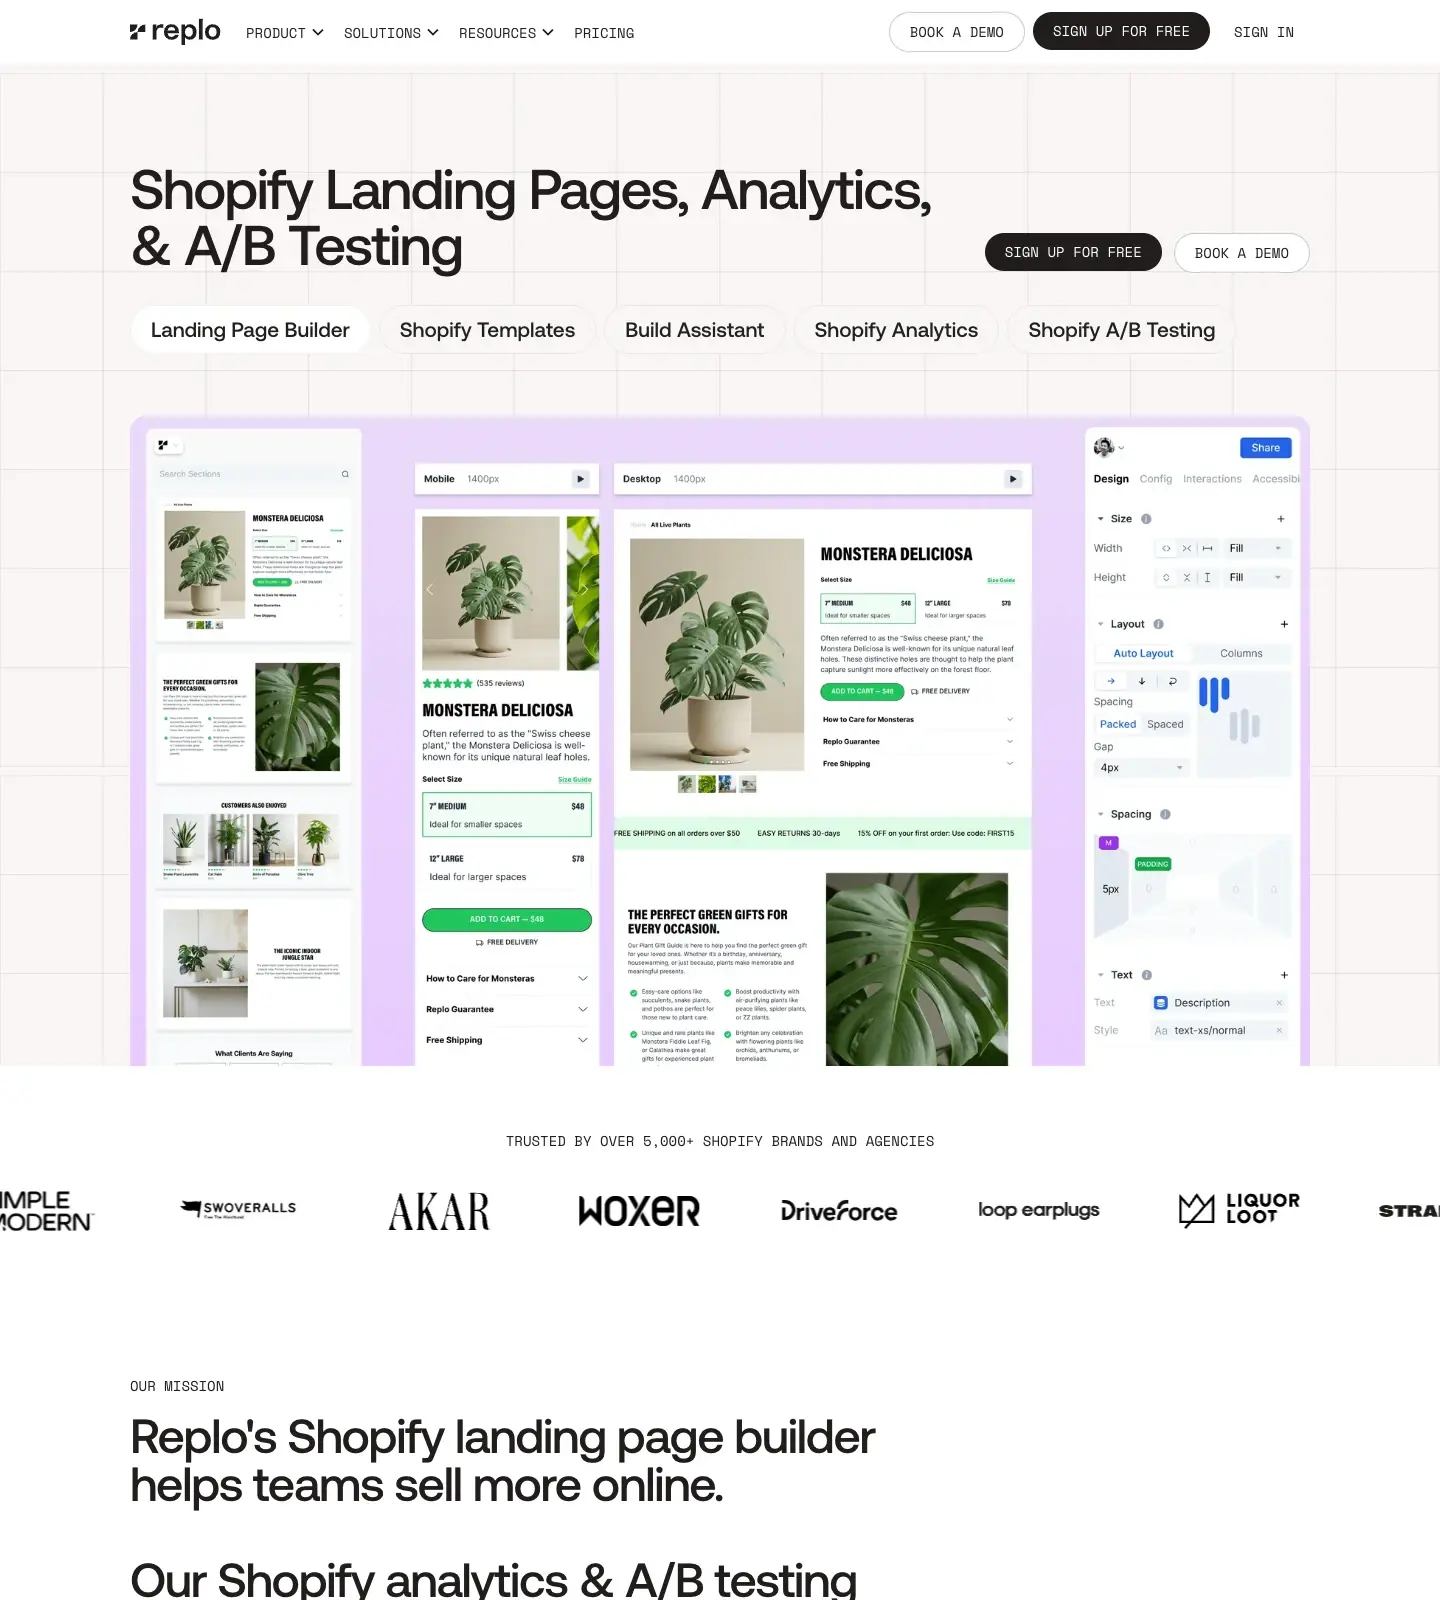 replo
PRODUCT
SOLUTIONS
RESOURCES
PRICING
BOOK A DEMO
SIGN UP FOR FREE
SIGN IN
Shopify Landing Pages, Analytics,
& A/B Testing
SIGN UP FOR FREE
BOOK A DEMO
Landing Page Builder
Shopify Templates
Build Assistant
Shopify Analytics
Shopify A/B Testing
Search Sections
All Live Plants
MONSTERA DELICIOSA
How to Care for Monsteras
Replo Guarantee
Free Shipping
THE PERFECT GREEN GIFTS FOR
EVERY OCCASION.
CUSTOMERS ALSO ENJOYED
THE ICONIC INDOOR
JUNGLE STAR
What Clients Are Saying
Mobile 1400px
(535 reviews)
MONSTERA DELICIOSA
Often referred to as the "Swiss cheese
plant," the Monstera Deliciosa is well-
known for its unique natural leaf holes.
Select Size
Size Guide
7" MEDIUM $48
Ideal for smaller spaces
12" LARGE $78
Ideal for larger spaces
ADD TO CART — $48
FREE DELIVERY
How to Care for Monsteras
Replo Guarantee
Free Shipping
Desktop 1400px
Home All Live Plants
MONSTERA DELICIOSA
Select Size
Size Guide
7" MEDIUM $48
Ideal for smaller spaces
12" LARGE $78
Ideal for larger spaces
Often referred to as the "Swiss cheese plant," the
Monstera Deliciosa is well-known for its unique natural leaf
holes. These distinctive holes are thought to help the plant
capture sunlight more effectively on the forest floor.
ADD TO CART — $48
FREE DELIVERY
How to Care for Monsteras
Replo Guarantee
Free Shipping
FREE SHIPPING on all orders over $50
EASY RETURNS 30-days
15% OFF on your first order: Use code: FIRST15
THE PERFECT GREEN GIFTS FOR
EVERY OCCASION.
Our Plant Gift Guide is here to help you find the perfect green gift
for your loved ones. Whether it's a birthday, anniversary,
housewarming, or just because, plants make memorable and
meaningful presents.
Easy-care options like
succulents, snake plants,
and pothos are perfect for
those new to plant care.
Boost productivity with
air-purifying plants like
peace lilies, spider plants,
or ZZ plants.
Unique and rare plants like
Monstera Fiddle Leaf Fig,
or Calathea make great
gifts for experienced plant
Brighten any celebration
with flowering plants like
orchids, anthuriums, or
bromeliads.
Share
Design Config Interactions Accessibi
Size
Width Fill
Height Fill
Layout
Auto Layout Columns
Spacing
Packed Spaced
Gap
4px
Spacing
M
PADDING
5px
0
0
0
Text
Text Description
Style Aa text-xs/normal
TRUSTED BY OVER 5,000+ SHOPIFY BRANDS AND AGENCIES
IMPLE
MODERN
SWOVERALLS
AKAR
WOXER
DriveForce
loop earplugs
LIQUOR
LOOT
STRA
OUR MISSION
Replo's Shopify landing page builder
helps teams sell more online.
Our Shopify analytics & A/B testing